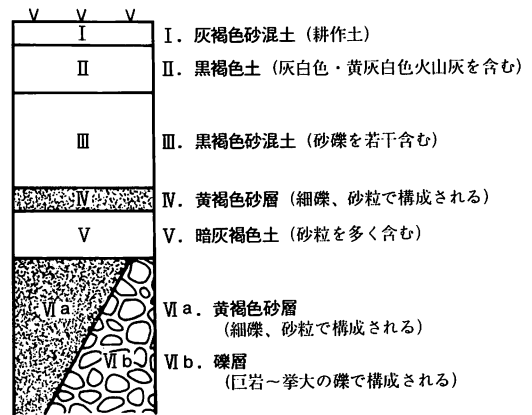 Ⅰ Ⅰ. 灰褐色砂混土（耕作土）
Ⅱ Ⅱ. 黒褐色土（灰白色・黄灰白色火山灰を含む）
Ⅲ Ⅲ. 黒褐色砂混土（砂礫を若干含む）
Ⅳ Ⅳ. 黄褐色砂層（細礫、砂粒で構成される）
Ⅴ Ⅴ. 暗灰褐色土（砂粒を多く含む）
Ⅵa Ⅵa. 黄褐色砂層
（細礫、砂粒で構成される）
Ⅵb Ⅵb. 礫層
（巨岩～挙大の礫で構成される）